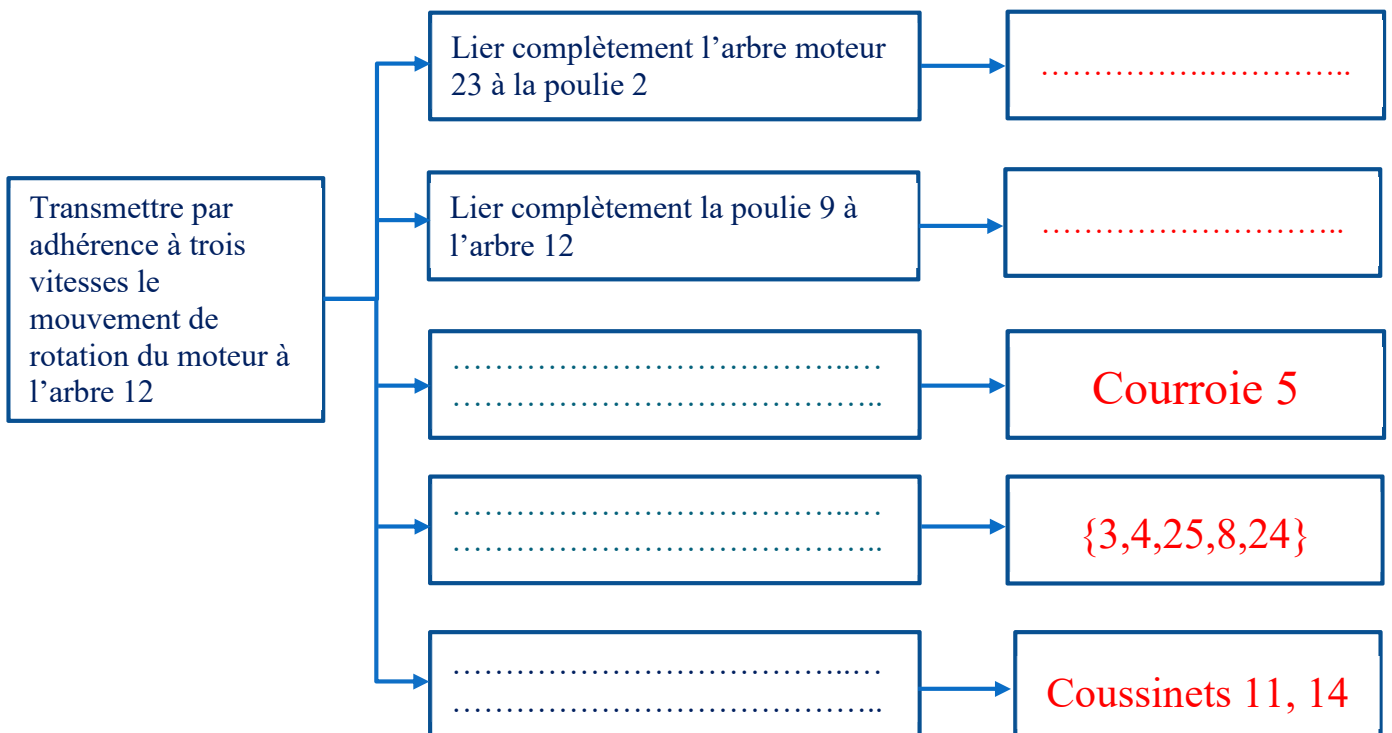 Lier complètement l’arbre moteur
23 à la poulie 2
……………..…………..
Transmettre par
adhérence à trois
vitesses le
mouvement de
rotation du moteur à
l’arbre 12
Lier complètement la poulie 9 à
l’arbre 12
………………………..
…………………………………..…
……………………………………..
Courroie 5
…………………………………..…
……………………………………..
{3,4,25,8,24}
…………………………………..…
……………………………………..
Coussinets 11, 14